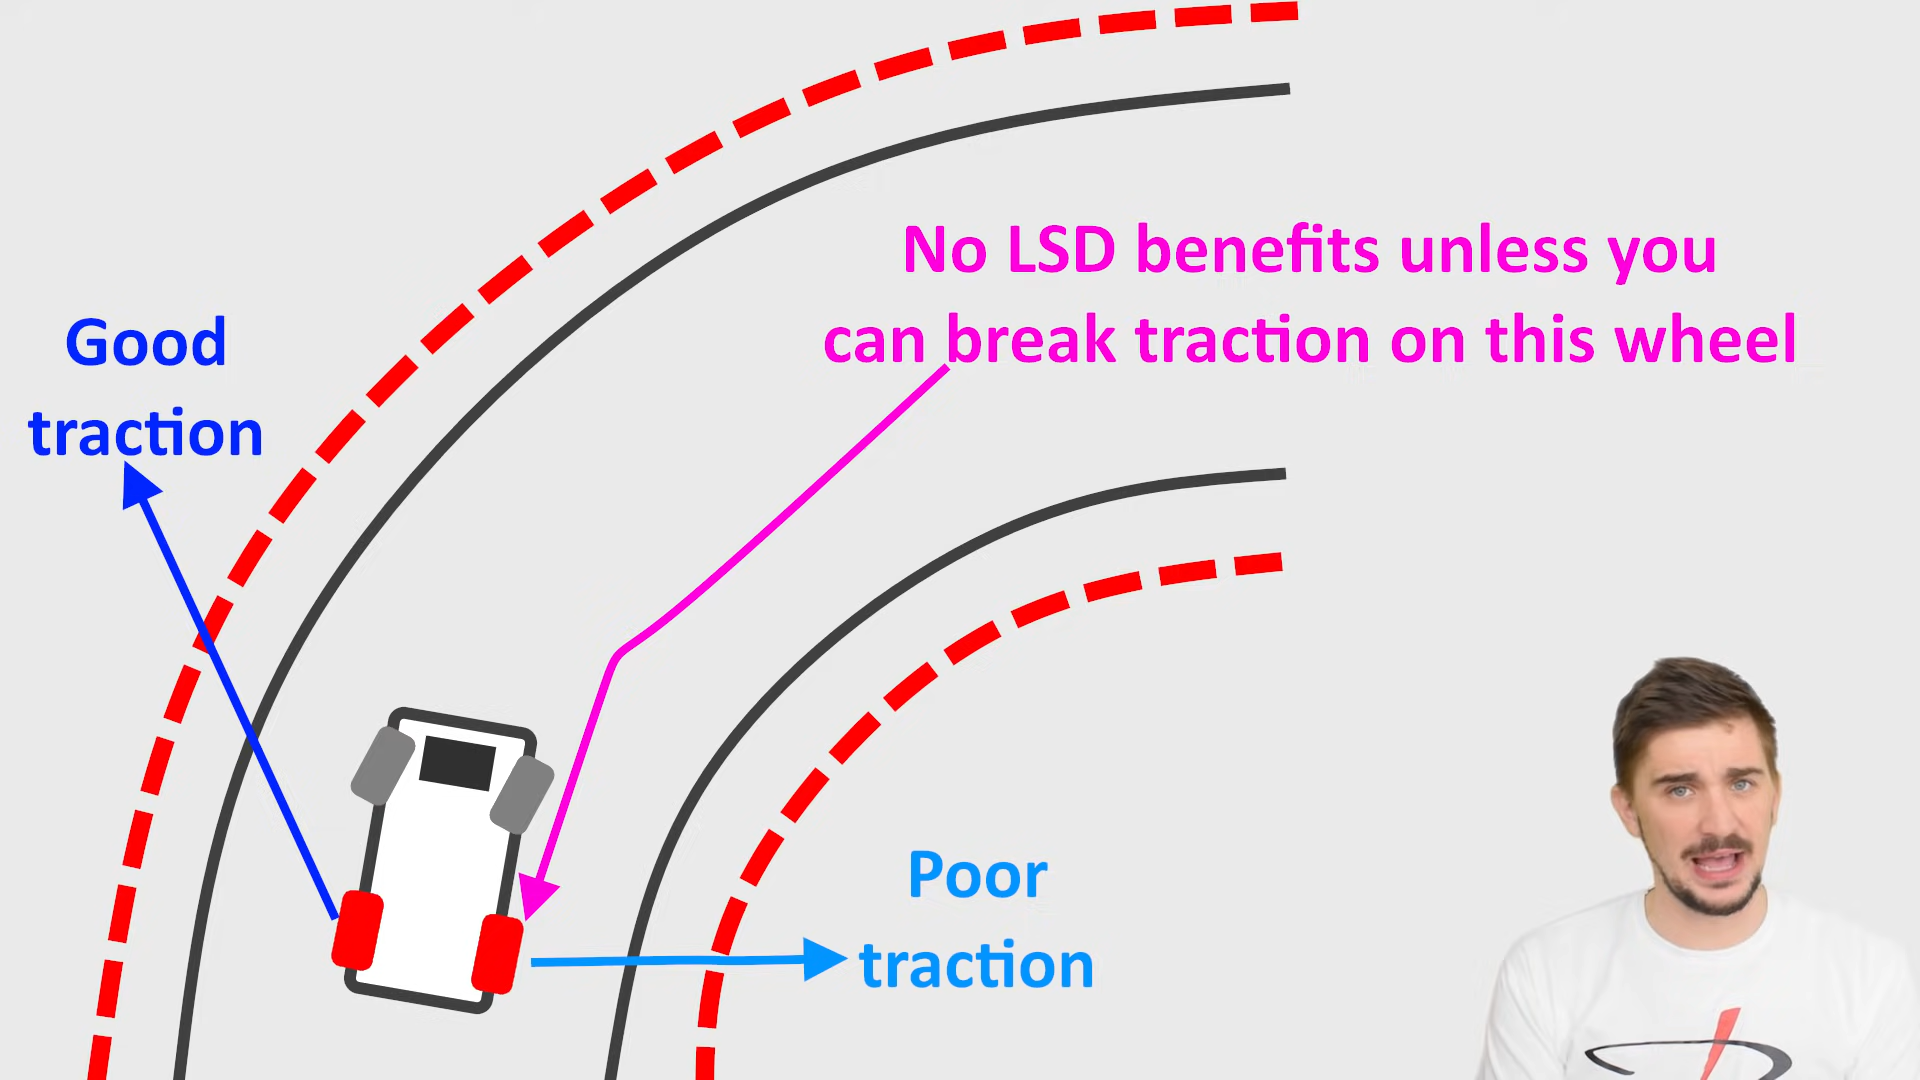 No LSD benefits unless you
can break traction on this wheel
Good
traction
Poor
traction